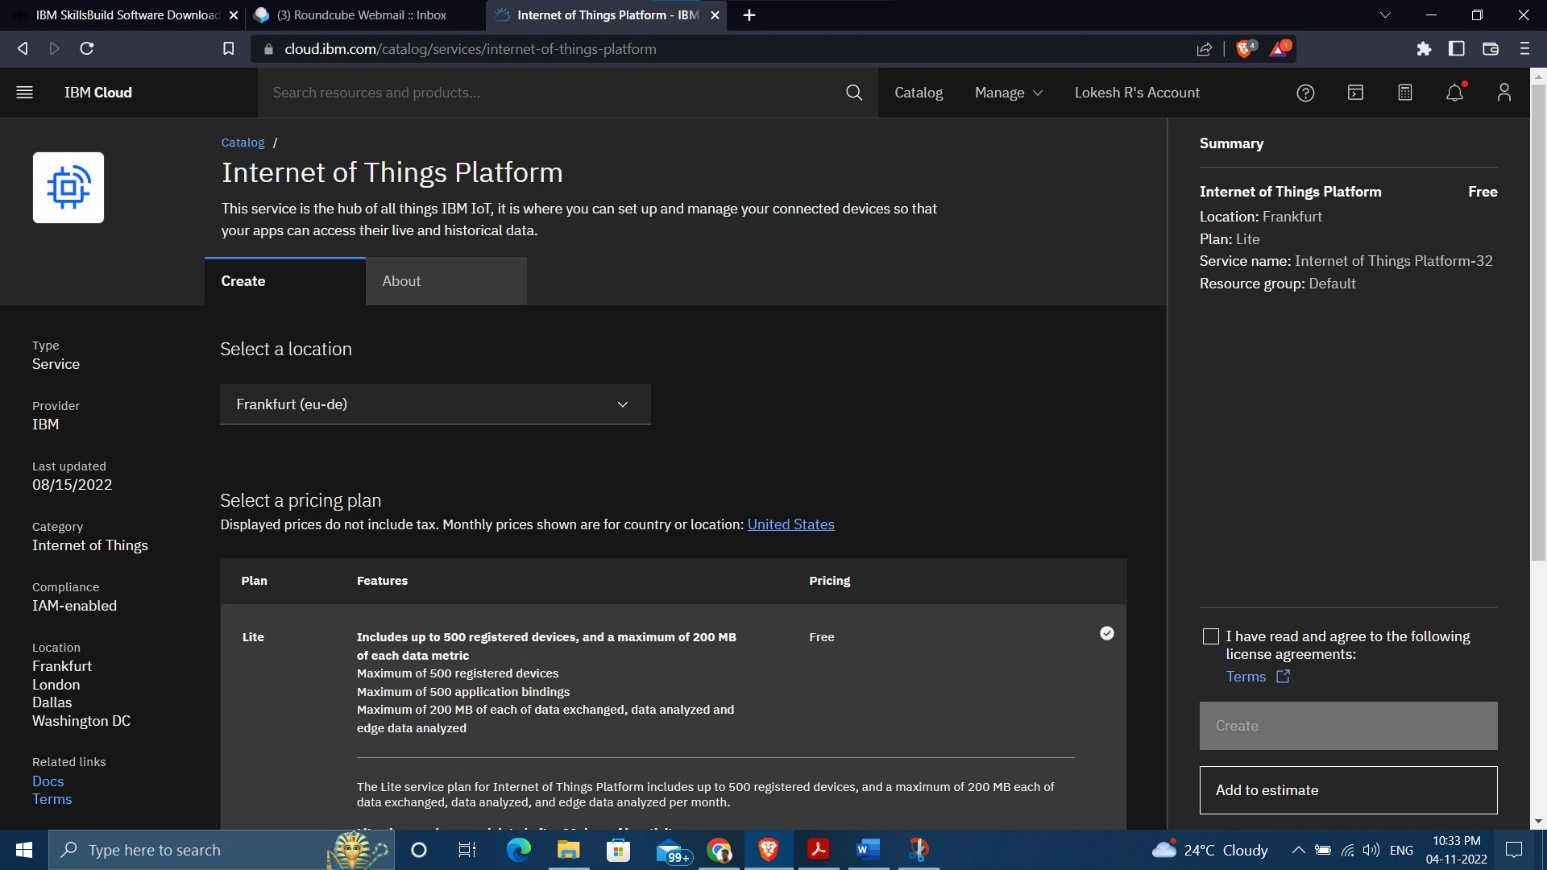 IBM SkillsBuild Software Download
(3) Roundcube Webmail :: Inbox
Internet of Things Platform - IBM
cloud.ibm.com/catalog/services/internet-of-things-platform
4
1
IBM Cloud
Search resources and products...
Catalog
Manage
Lokesh R's Account
Catalog /
Internet of Things Platform
This service is the hub of all things IBM IoT, it is where you can set up and manage your connected devices so that
your apps can access their live and historical data.
Create
About
Type
Service
Provider
IBM
Last updated
08/15/2022
Category
Internet of Things
Compliance
IAM-enabled
Location
Frankfurt
London
Dallas
Washington DC
Related links
Docs
Terms
Select a location
Frankfurt (eu-de)
Select a pricing plan
Displayed prices do not include tax. Monthly prices shown are for country or location: United States
Plan Features Pricing
Lite
Includes up to 500 registered devices, and a maximum of 200 MB
of each data metric
Maximum of 500 registered devices
Maximum of 500 application bindings
Maximum of 200 MB of each of data exchanged, data analyzed and
edge data analyzed
Free
The Lite service plan for Internet of Things Platform includes up to 500 registered devices, and a maximum of 200 MB each of
data exchanged, data analyzed, and edge data analyzed per month.
Summary
Internet of Things Platform Free
Location: Frankfurt
Plan: Lite
Service name: Internet of Things Platform-32
Resource group: Default
I have read and agree to the following
license agreements:
Terms
Create
Add to estimate
Type here to search
99+
24°C Cloudy
ENG
10:33 PM
04-11-2022